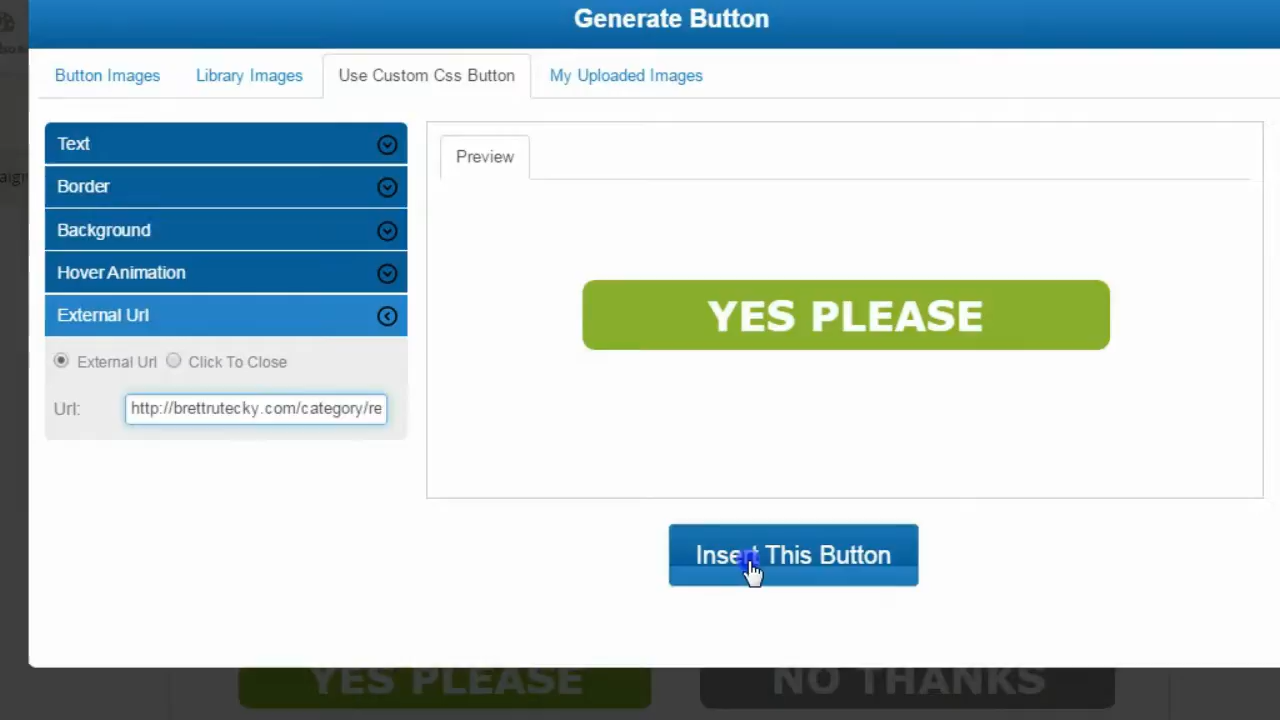 Generate Button
Button Images
Library Images
Use Custom Css Button
My Uploaded Images
Text
Border
Background
Hover Animation
External Url
External Url
Click To Close
Url:
http://brettrutecky.com/category/re
Preview
YES PLEASE
Insert This Button
YES PLEASE
NO THANKS